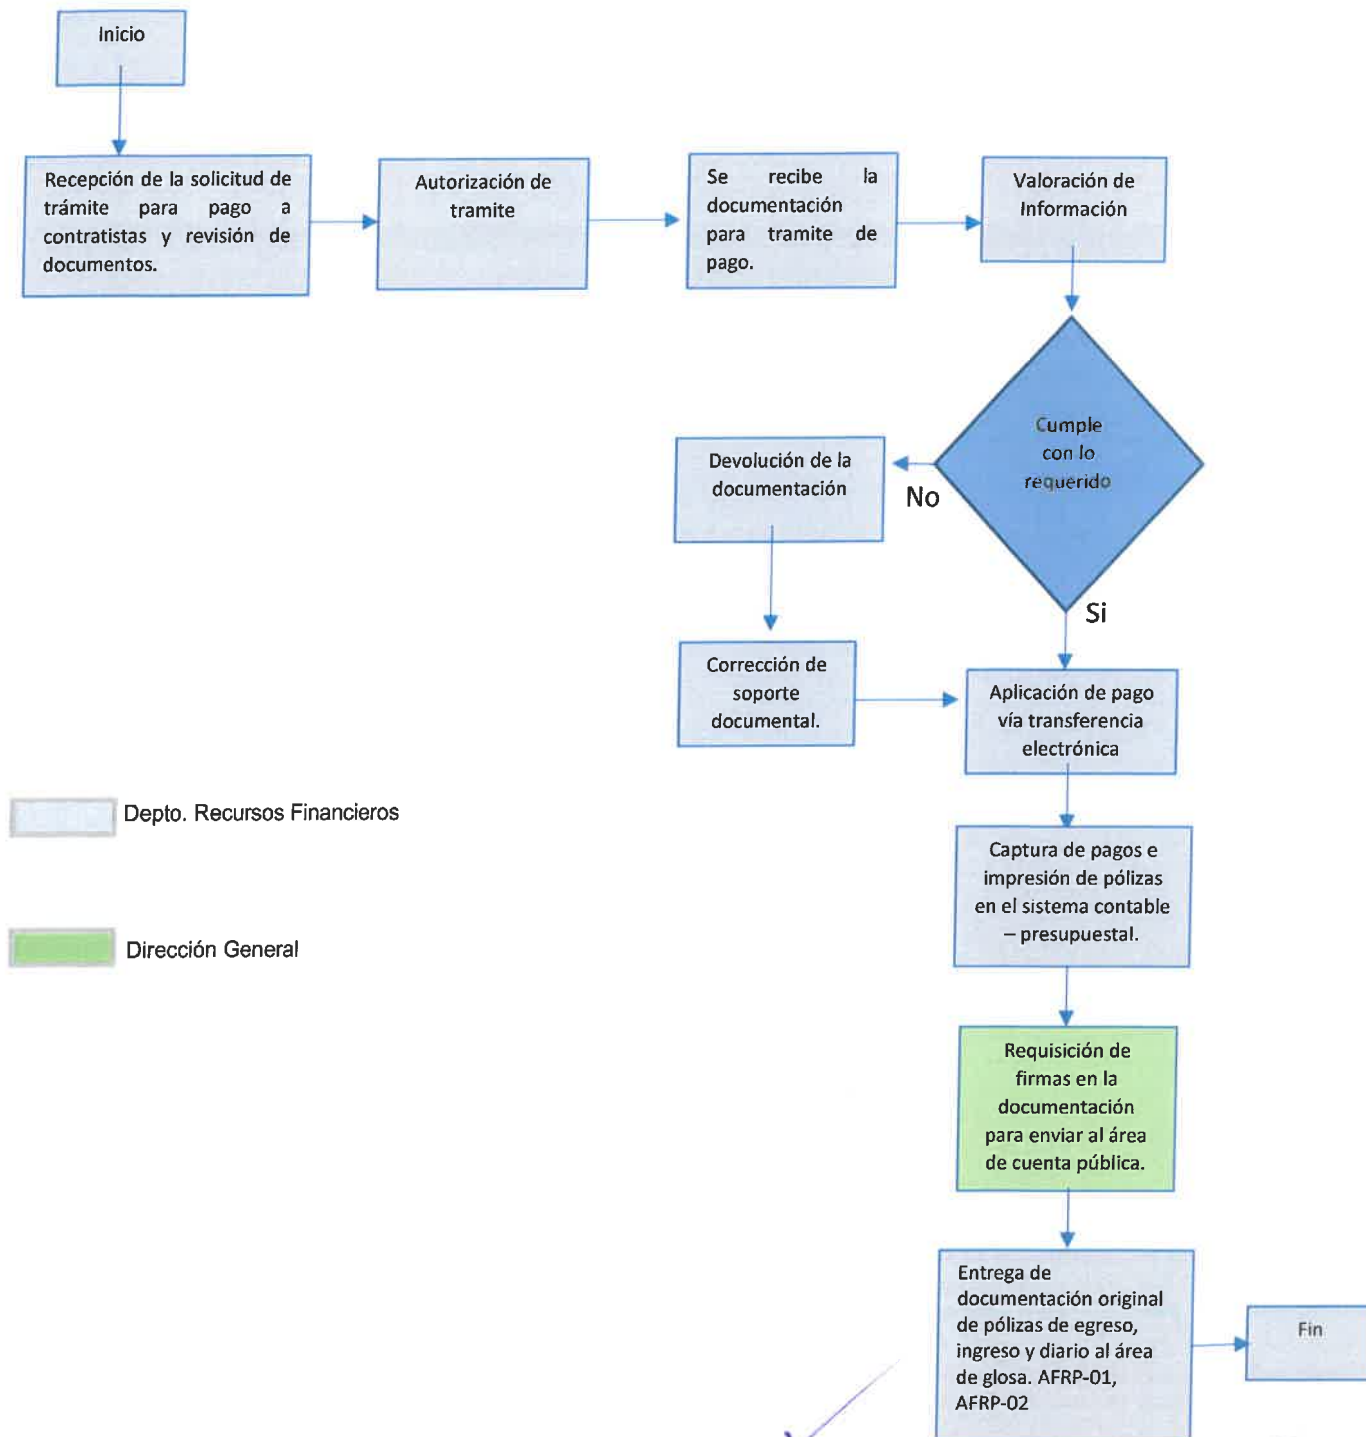 Inicio
Recepción de la solicitud de
trámite para pago a
contratistas y revisión de
documentos.
Autorización de
tramite
Se recibe la
documentación
para tramite de
pago.
Valoración de
Información
Cumple
con lo
requerido
No
Si
Devolución de la
documentación
Corrección de
soporte
documental.
Aplicación de pago
vía transferencia
electrónica
Depto. Recursos Financieros
Captura de pagos e
impresión de pólizas
en el sistema contable
– presupuestal.
Dirección General
Requisición de
firmas en la
documentación
para enviar al área
de cuenta pública.
Entrega de
documentación original
de pólizas de egreso,
ingreso y diario al área
de glosa. AFRP-01,
AFRP-02
Fin